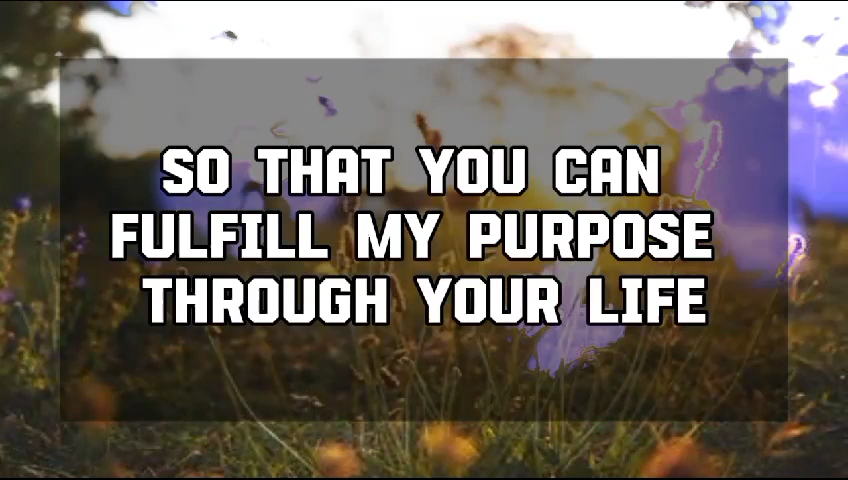 SO THAT YOU CAN
FULFILL MY PURPOSE
THROUGH YOUR LIFE